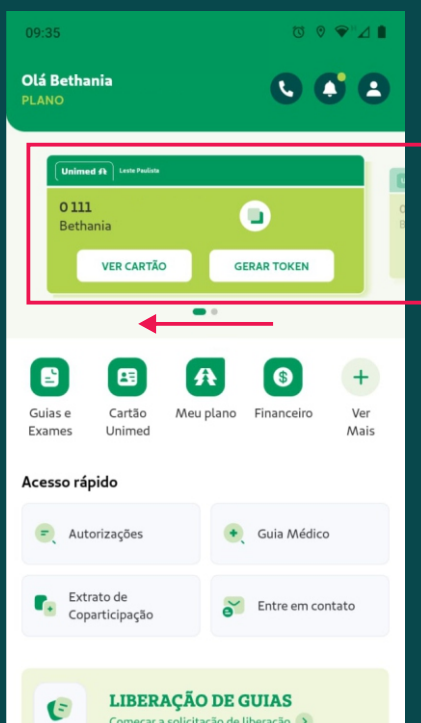 09:35
Olá Bethania
PLANO
Unimed Leste Paulista
0 111
Bethania
VER CARTÃO GERAR TOKEN
Guias e Exames
Cartão Unimed
Meu plano
Financeiro
Ver Mais
Acesso rápido
Autorizações
Guia Médico
Extrato de
Coparticipação
Entre em contato
LIBERAÇÃO DE GUIAS
Começar a solicitação de liberação